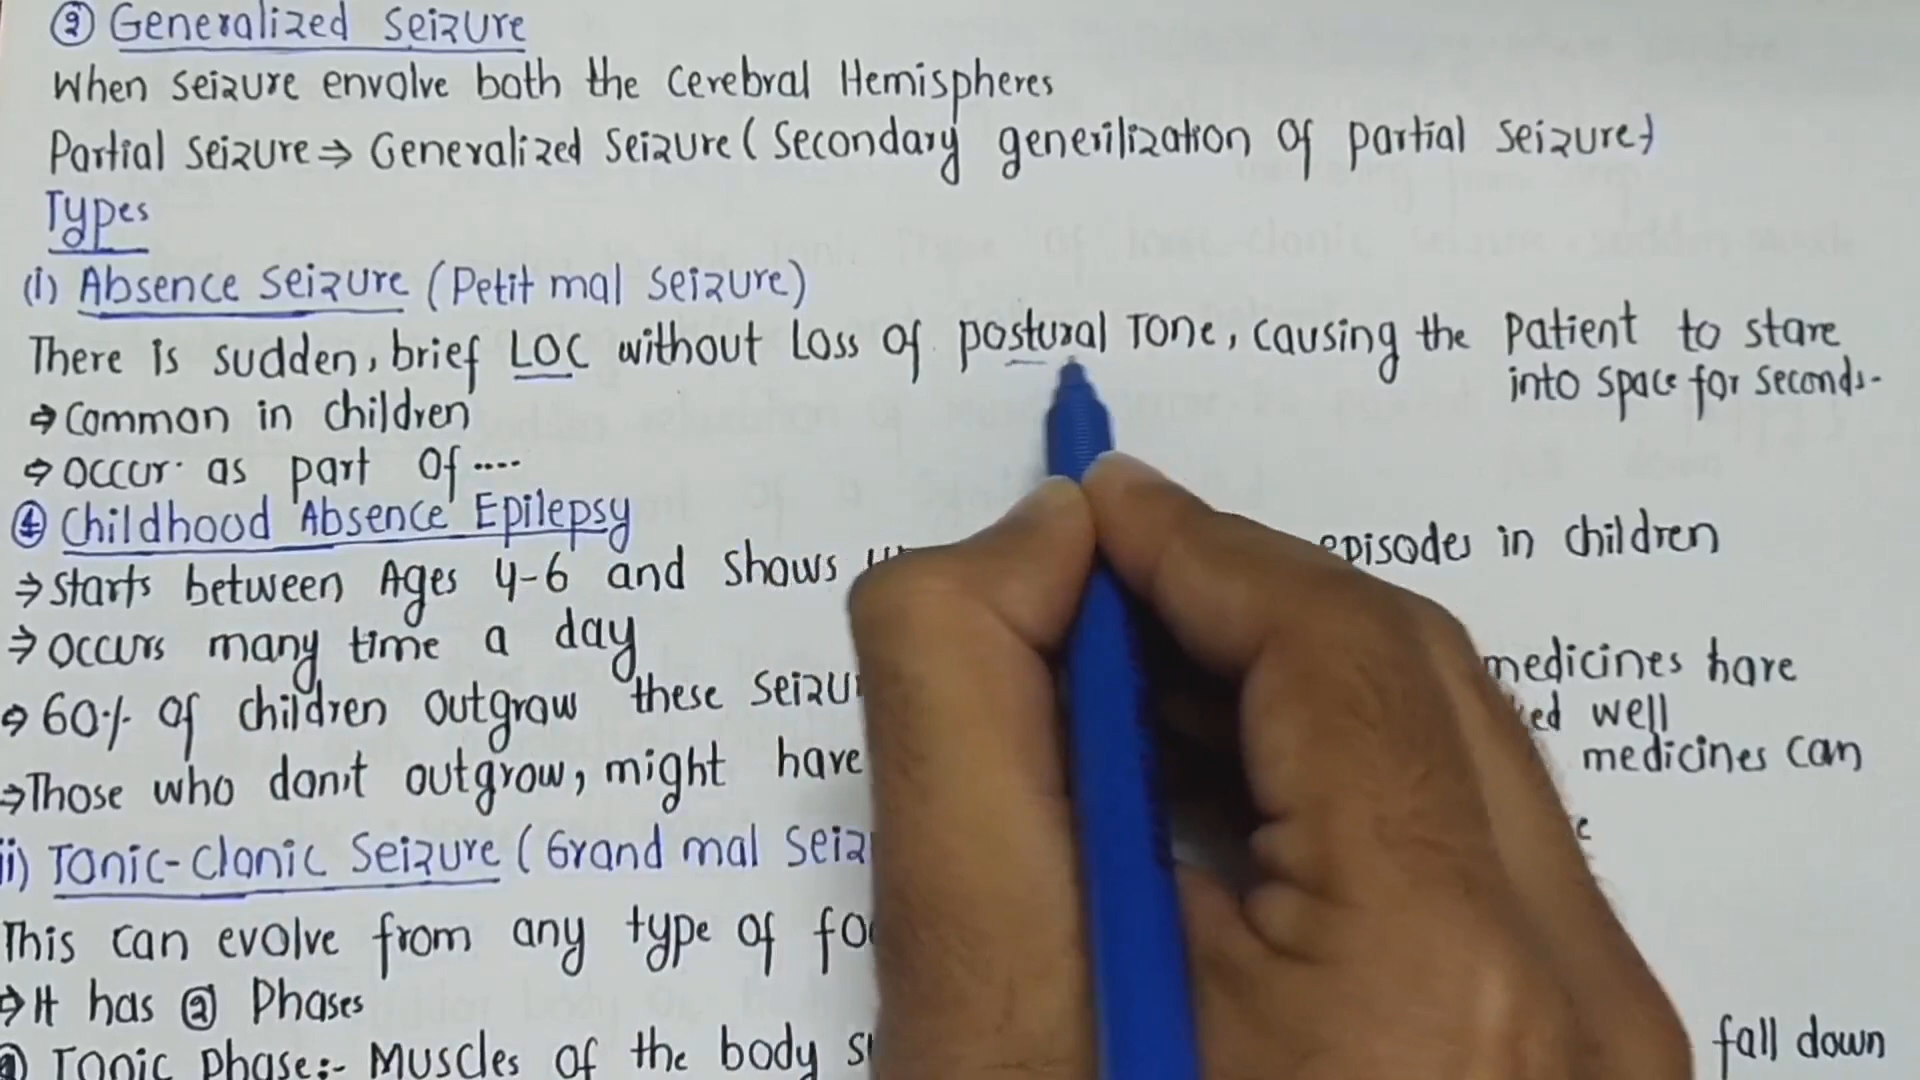 ② Generalized Seizure
When seizure envolve both the cerebral Hemispheres
Partial Seizure ⇒ Generalized Seizure (Secondary generilization of partial seizure)
Types
(i) Absence Seizure (Petit mal seizure)
There is sudden, brief LOC without Loss of postural Tone, causing the patient to stare
into space for seconds.
⇒ Common in children
⇒ occur as part of ....
Childhood Absence Epilepsy
⇒ starts between Ages 4-6 and shows episodes in children
⇒ occurs many time a day
⇒ 60% of children outgrow these medicines have
well
⇒ Those who don't outgrow, might have medicines can
ii) Tonic-clonic Seizure (Grand mal
This can evolve from any type of
⇒ It has ② Phases
Tonic phase:- Muscles of the body fall down